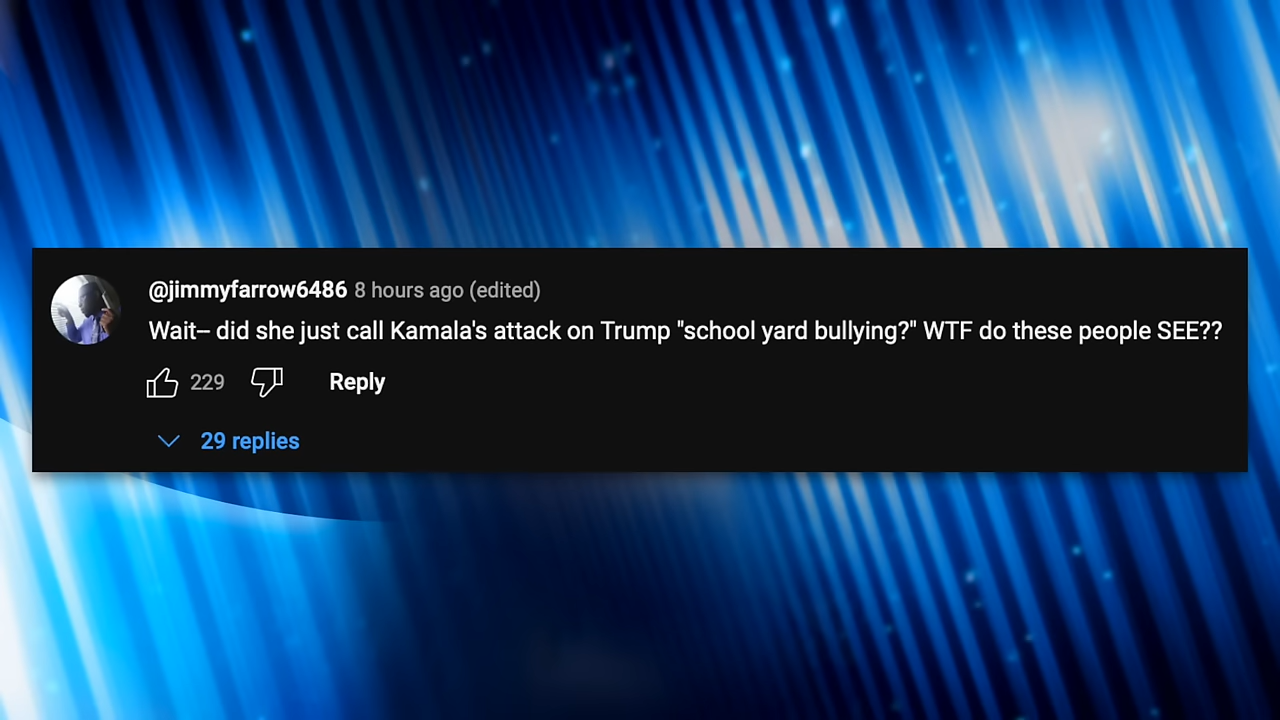 @jimmyfarrow6486 8 hours ago (edited)
Wait-- did she just call Kamala's attack on Trump "school yard bullying?" WTF do these people SEE??
229 Reply
29 replies